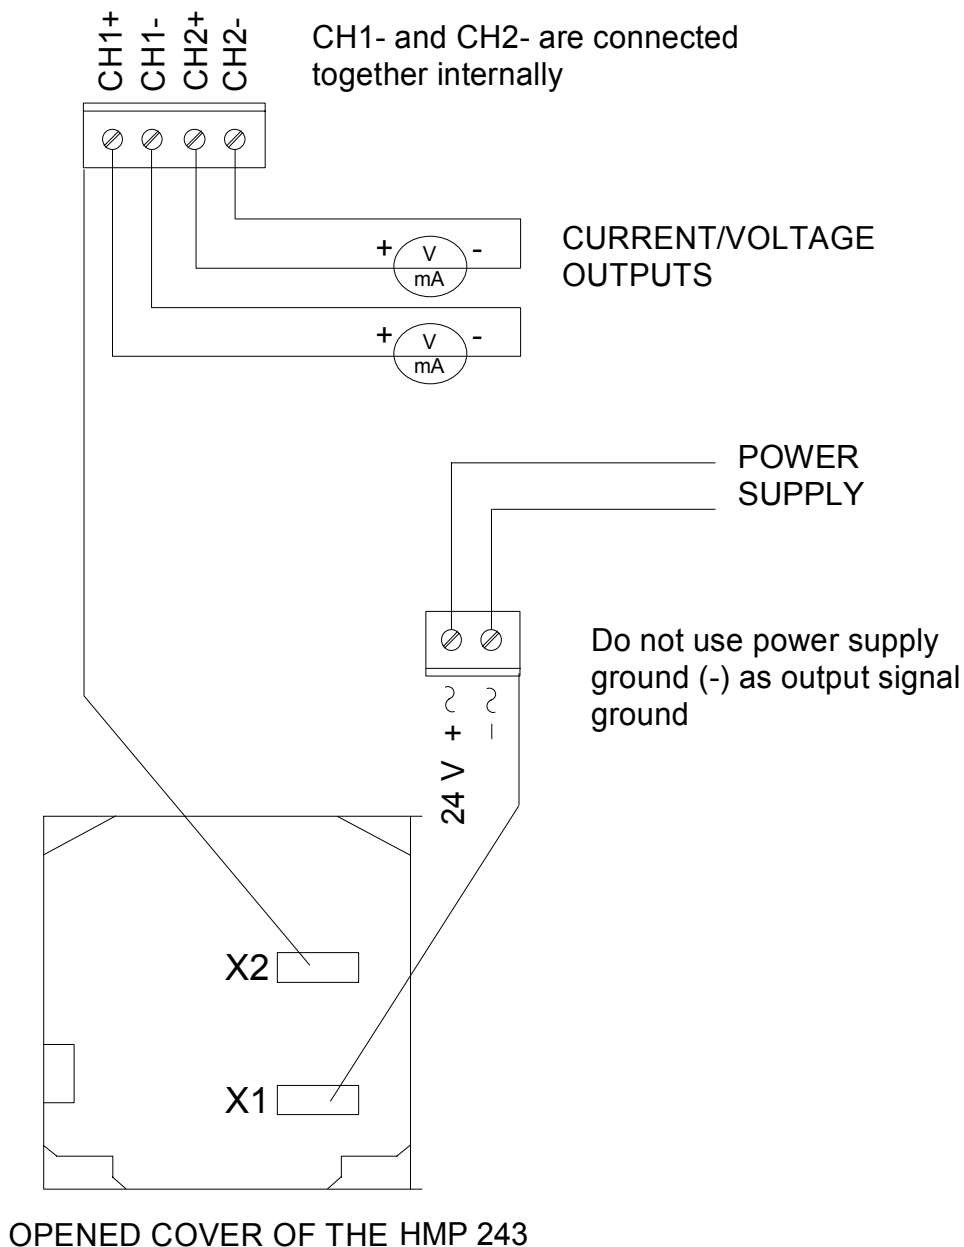 CH1+
CH1-
CH2+
CH2-
CH1- and CH2- are connected
together internally
+ V -
mA
CURRENT/VOLTAGE
OUTPUTS
+ V -
mA
POWER
SUPPLY
Do not use power supply
ground (-) as output signal
ground
24 V + ~
- ~
X2
X1
OPENED COVER OF THE HMP 243